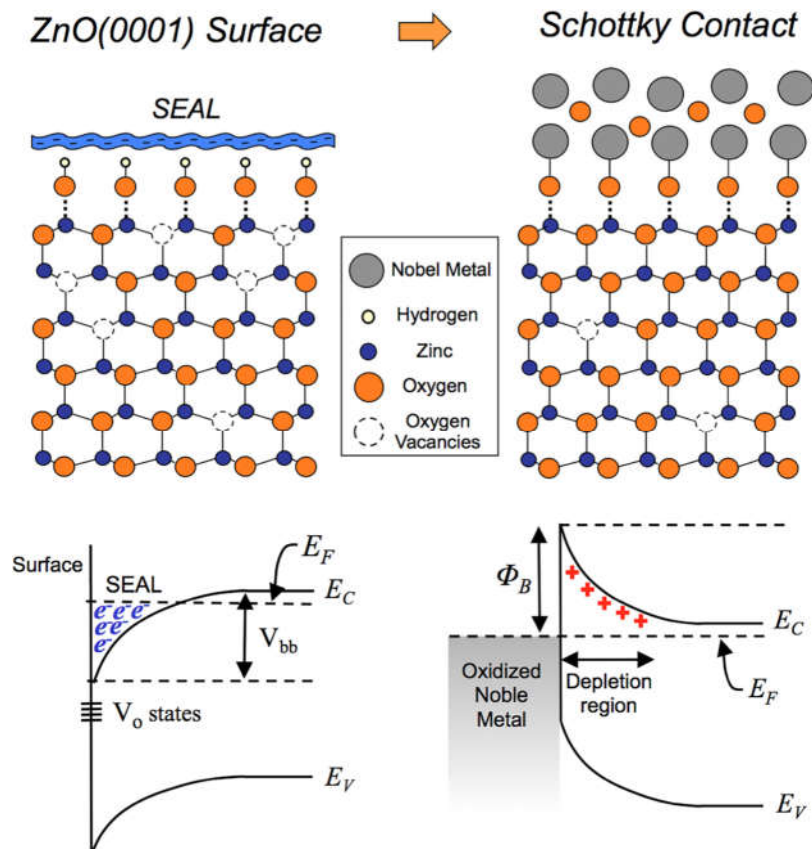 ZnO(0001) Surface
Schottky Contact
SEAL
Nobel Metal
Hydrogen
Zinc
Oxygen
Oxygen
Vacancies
Surface
SEAL
e⁻ e⁻ e⁻
e⁻ e⁻
e⁻
E_F
E_C
V_bb
V_o states
E_V
Φ_B
+
+
+
+
+
E_C
Oxidized
Noble
Metal
Depletion
region
E_F
E_V